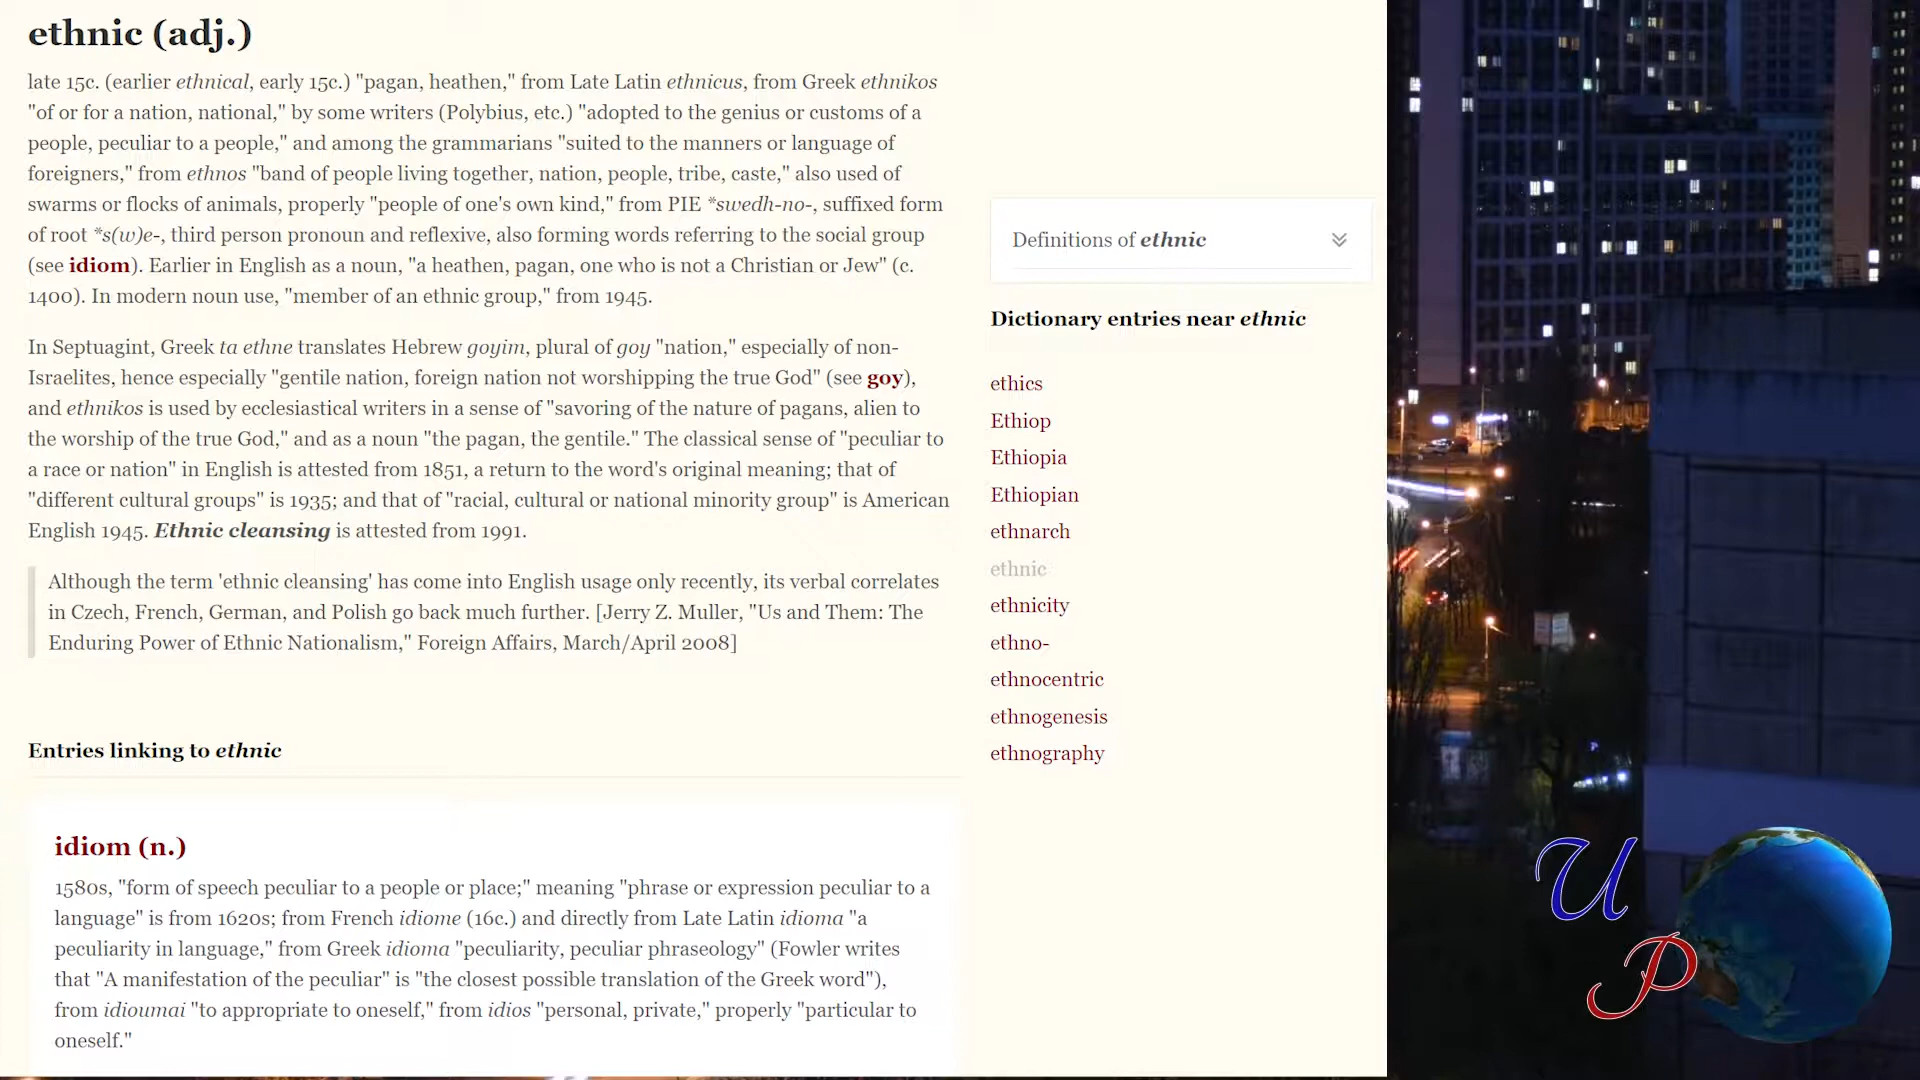 ethnic (adj.)
late 15c. (earlier ethnical, early 15c.) "pagan, heathen," from Late Latin ethnicus, from Greek ethnikos
"of or for a nation, national," by some writers (Polybius, etc.) "adopted to the genius or customs of a
people, peculiar to a people," and among the grammarians "suited to the manners or language of
foreigners," from ethnos "band of people living together, nation, people, tribe, caste," also used of
swarms or flocks of animals, properly "people of one's own kind," from PIE *swedh-no-, suffixed form
of root *s(w)e-, third person pronoun and reflexive, also forming words referring to the social group
(see idiom). Earlier in English as a noun, "a heathen, pagan, one who is not a Christian or Jew" (c.
1400). In modern noun use, "member of an ethnic group," from 1945.
In Septuagint, Greek ta ethne translates Hebrew goyim, plural of goy "nation," especially of non-
Israelites, hence especially "gentile nation, foreign nation not worshipping the true God" (see goy),
and ethnikos is used by ecclesiastical writers in a sense of "savoring of the nature of pagans, alien to
the worship of the true God," and as a noun "the pagan, the gentile." The classical sense of "peculiar to
a race or nation" in English is attested from 1851, a return to the word's original meaning; that of
"different cultural groups" is 1935; and that of "racial, cultural or national minority group" is American
English 1945. Ethnic cleansing is attested from 1991.
Although the term 'ethnic cleansing' has come into English usage only recently, its verbal correlates
in Czech, French, German, and Polish go back much further. [Jerry Z. Muller, "Us and Them: The
Enduring Power of Ethnic Nationalism," Foreign Affairs, March/April 2008]
Entries linking to ethnic
idiom (n.)
1580s, "form of speech peculiar to a people or place;" meaning "phrase or expression peculiar to a
language" is from 1620s; from French idiome (16c.) and directly from Late Latin idioma "a
peculiarity in language," from Greek idioma "peculiarity, peculiar phraseology" (Fowler writes
that "A manifestation of the peculiar" is "the closest possible translation of the Greek word"),
from idioumai "to appropriate to oneself," from idios "personal, private," properly "particular to
oneself."
Definitions of ethnic
Dictionary entries near ethnic
ethics
Ethiop
Ethiopia
Ethiopian
ethnarch
ethnic
ethnicity
ethno-
ethnocentric
ethnogenesis
ethnography
U
P